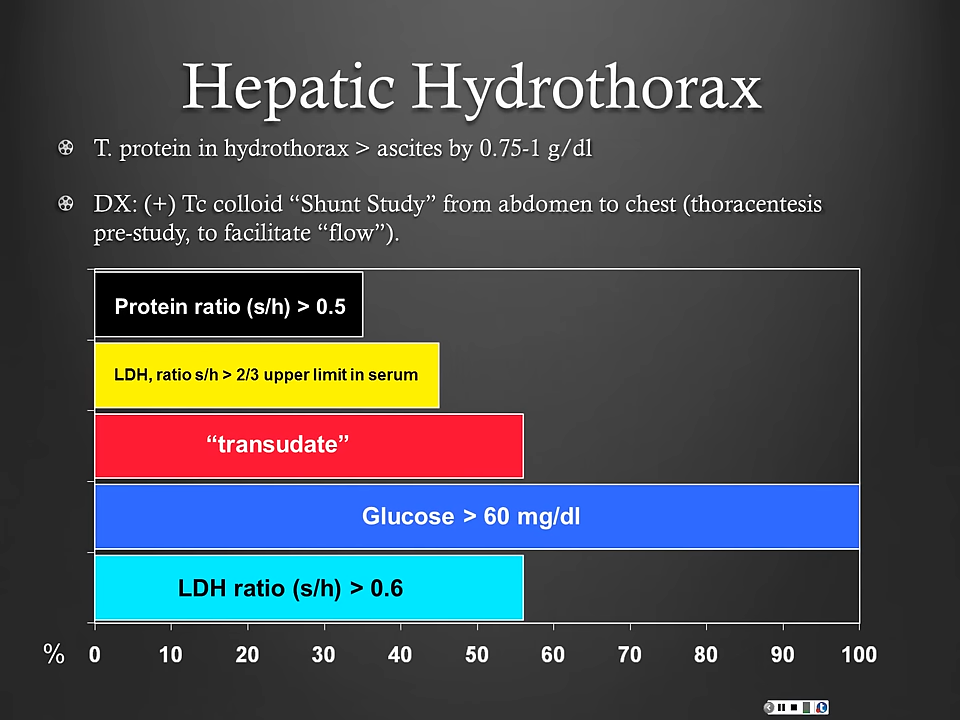 Hepatic Hydrothorax
T. protein in hydrothorax > ascites by 0.75-1 g/dl
DX: (+) Tc colloid “Shunt Study” from abdomen to chest (thoracentesis
pre-study, to facilitate “flow”).
Protein ratio (s/h) > 0.5
LDH, ratio s/h > 2/3 upper limit in serum
“transudate”
Glucose > 60 mg/dl
LDH ratio (s/h) > 0.6
% 0 10 20 30 40 50 60 70 80 90 100